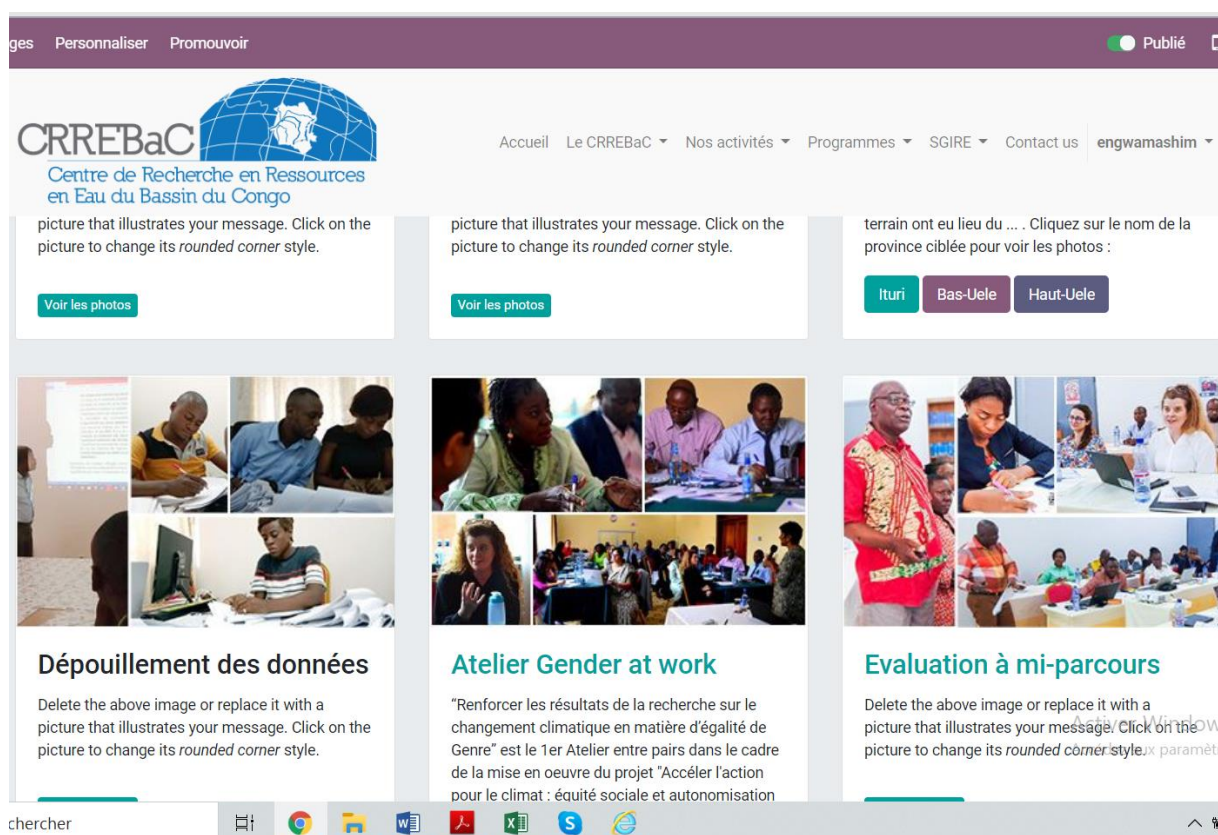 ges Personnaliser Promouvoir Publié
CRREBaC
Centre de Recherche en Ressources
en Eau du Bassin du Congo
Accueil Le CRREBaC Nos activités Programmes SGIRE Contact us engwamashim
picture that illustrates your message. Click on the
picture to change its rounded corner style.
Voir les photos
picture that illustrates your message. Click on the
picture to change its rounded corner style.
Voir les photos
terrain ont eu lieu du ... . Cliquez sur le nom de la
province ciblée pour voir les photos :
Ituri Bas-Uele Haut-Uele
Dépouillement des données
Delete the above image or replace it with a
picture that illustrates your message. Click on the
picture to change its rounded corner style.
Atelier Gender at work
“Renforcer les résultats de la recherche sur le
changement climatique en matière d’égalité de
Genre” est le 1er Atelier entre pairs dans le cadre
de la mise en oeuvre du projet "Accéler l'action
pour le climat : équité sociale et autonomisation
Evaluation à mi-parcours
Delete the above image or replace it with a
picture that illustrates your message. Click on the
picture to change its rounded corner style.
Activer Window
ux paramèt
chercher